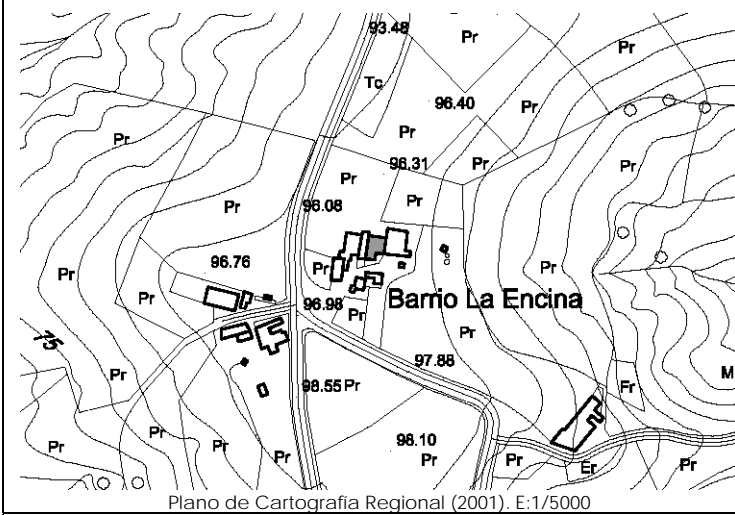 93.48
Pr
Pr
Tc
96.40
Pr
Pr
Pr
96.31
Pr
Pr
Pr
Pr
Pr
96.08
96.76
Pr
Pr
Pr
Pr
96.98
Barrio La Encina
Pr
Pr
75
97.88
Pr
M
98.55 Pr
Fr
98.10
Pr
Pr
Pr
Pr
Pr
Pr
Er
Pr
Plano de Cartografía Regional (2001). E:1/5000